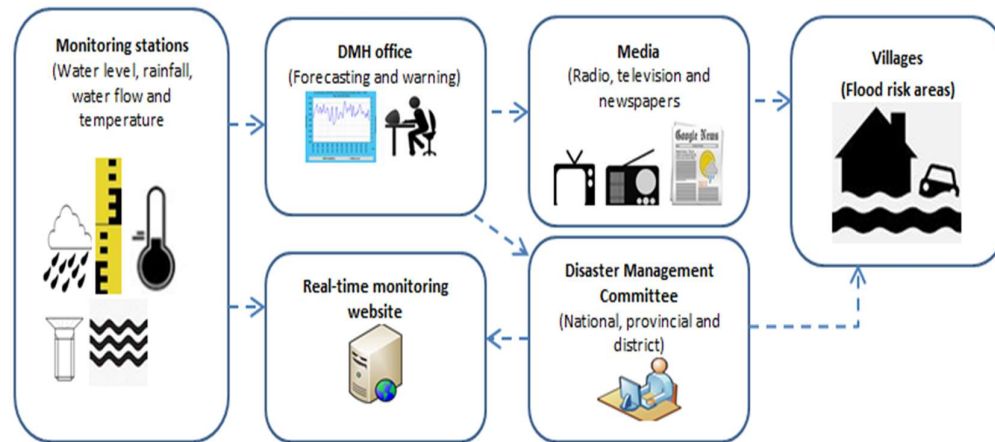 Monitoring stations
(Water level, rainfall,
water flow and
temperature
DMH office
(Forecasting and warning)
Media
(Radio, television and
newspapers
Google News
Villages
(Flood risk areas)
Real-time monitoring
website
Disaster Management
Committee
(National, provincial and
district)